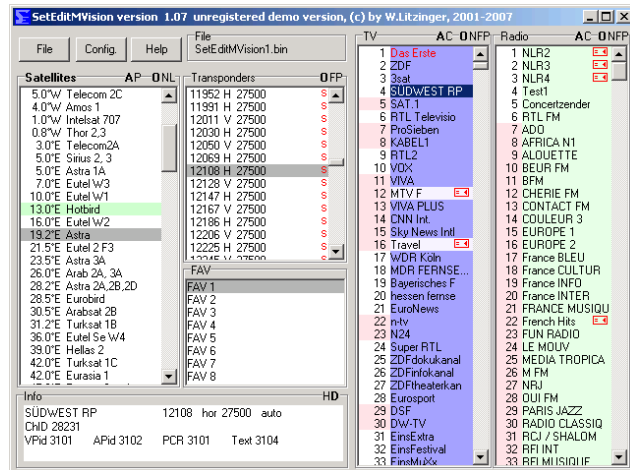 SetEditMVision version 1.07 unregistered demo version, (c) by W.Litzinger, 2001-2007
File Config. Help
File
SetEditMVision1.bin
Satellites AP ONL
5.0°W Telecom 2C
4.0°W Amos 1
1.0°W Intelsat 707
0.8°W Thor 2,3
3.0°E Telecom2A
5.0°E Sirius 2, 3
5.0°E Astra 1A
7.0°E Eutel W3
10.0°E Eutel W1
13.0°E Hotbird
16.0°E Eutel W2
19.2°E Astra
21.5°E Eutel 2 F3
23.5°E Astra 3A
26.0°E Arab 2A, 3A
28.2°E Astra 2A,2B,2D
28.5°E Eurobird
30.5°E Arabsat 2B
31.2°E Turksat 1B
36.0°E Eutel Se W4
39.0°E Hellas 2
42.0°E Turksat 1C
42.0°E Eurasia 1
Transponders OFP
11952 H 27500 S
11991 H 27500 S
12011 V 27500 S
12030 H 27500 S
12050 V 27500 S
12069 H 27500 S
12108 H 27500 S
12128 V 27500 S
12147 H 27500 S
12167 V 27500 S
12186 H 27500 S
12206 V 27500 S
12225 H 27500 S
12245 V 27500 S
FAV
FAV 1
FAV 2
FAV 3
FAV 4
FAV 5
FAV 6
FAV 7
FAV 8
Info HD
SÜDWEST RP 12108 hor 27500 auto
ChID 28231
VPid 3101 APid 3102 PCR 3101 Text 3104
TV AC ONFP
1 Das Erste
2 ZDF
3 3sat
4 SÜDWEST RP
5 SAT.1
6 RTL Televisio
7 ProSieben
8 KABEL1
9 RTL2
10 VOX
11 VIVA
12 MTV F
13 VIVA PLUS
14 CNN Int.
15 Sky News Intl
16 Travel
17 WDR Köln
18 MDR FERNSE...
19 Bayerisches F
20 hessen fernse
21 EuroNews
22 n-tv
23 N24
24 Super RTL
25 ZDFdokukanal
26 ZDFinfokanal
27 ZDFtheaterkan
28 Eurosport
29 DSF
30 DW-TV
31 EinsExtra
32 EinsFestival
33 EinsMuXx
Radio AC ONFP
1 NLR2
2 NLR3
3 NLR4
4 Test1
5 Concertzender
6 RTL FM
7 ADO
8 AFRICA N1
9 ALOUETTE
10 BEUR FM
11 BFM
12 CHERIE FM
13 CONTACT FM
14 COULEUR 3
15 EUROPE 1
16 EUROPE 2
17 France BLEU
18 France CULTUR
19 France INFO
20 France INTER
21 FRANCE MUSIQU
22 French Hits
23 FUN RADIO
24 LE MOUV
25 MEDIA TROPICA
26 M FM
27 NRJ
28 OUI FM
29 PARIS JAZZ
30 RADIO CLASSIQ
31 RCJ / SHALOM
32 RFI INT
33 RFI MUSIQUE